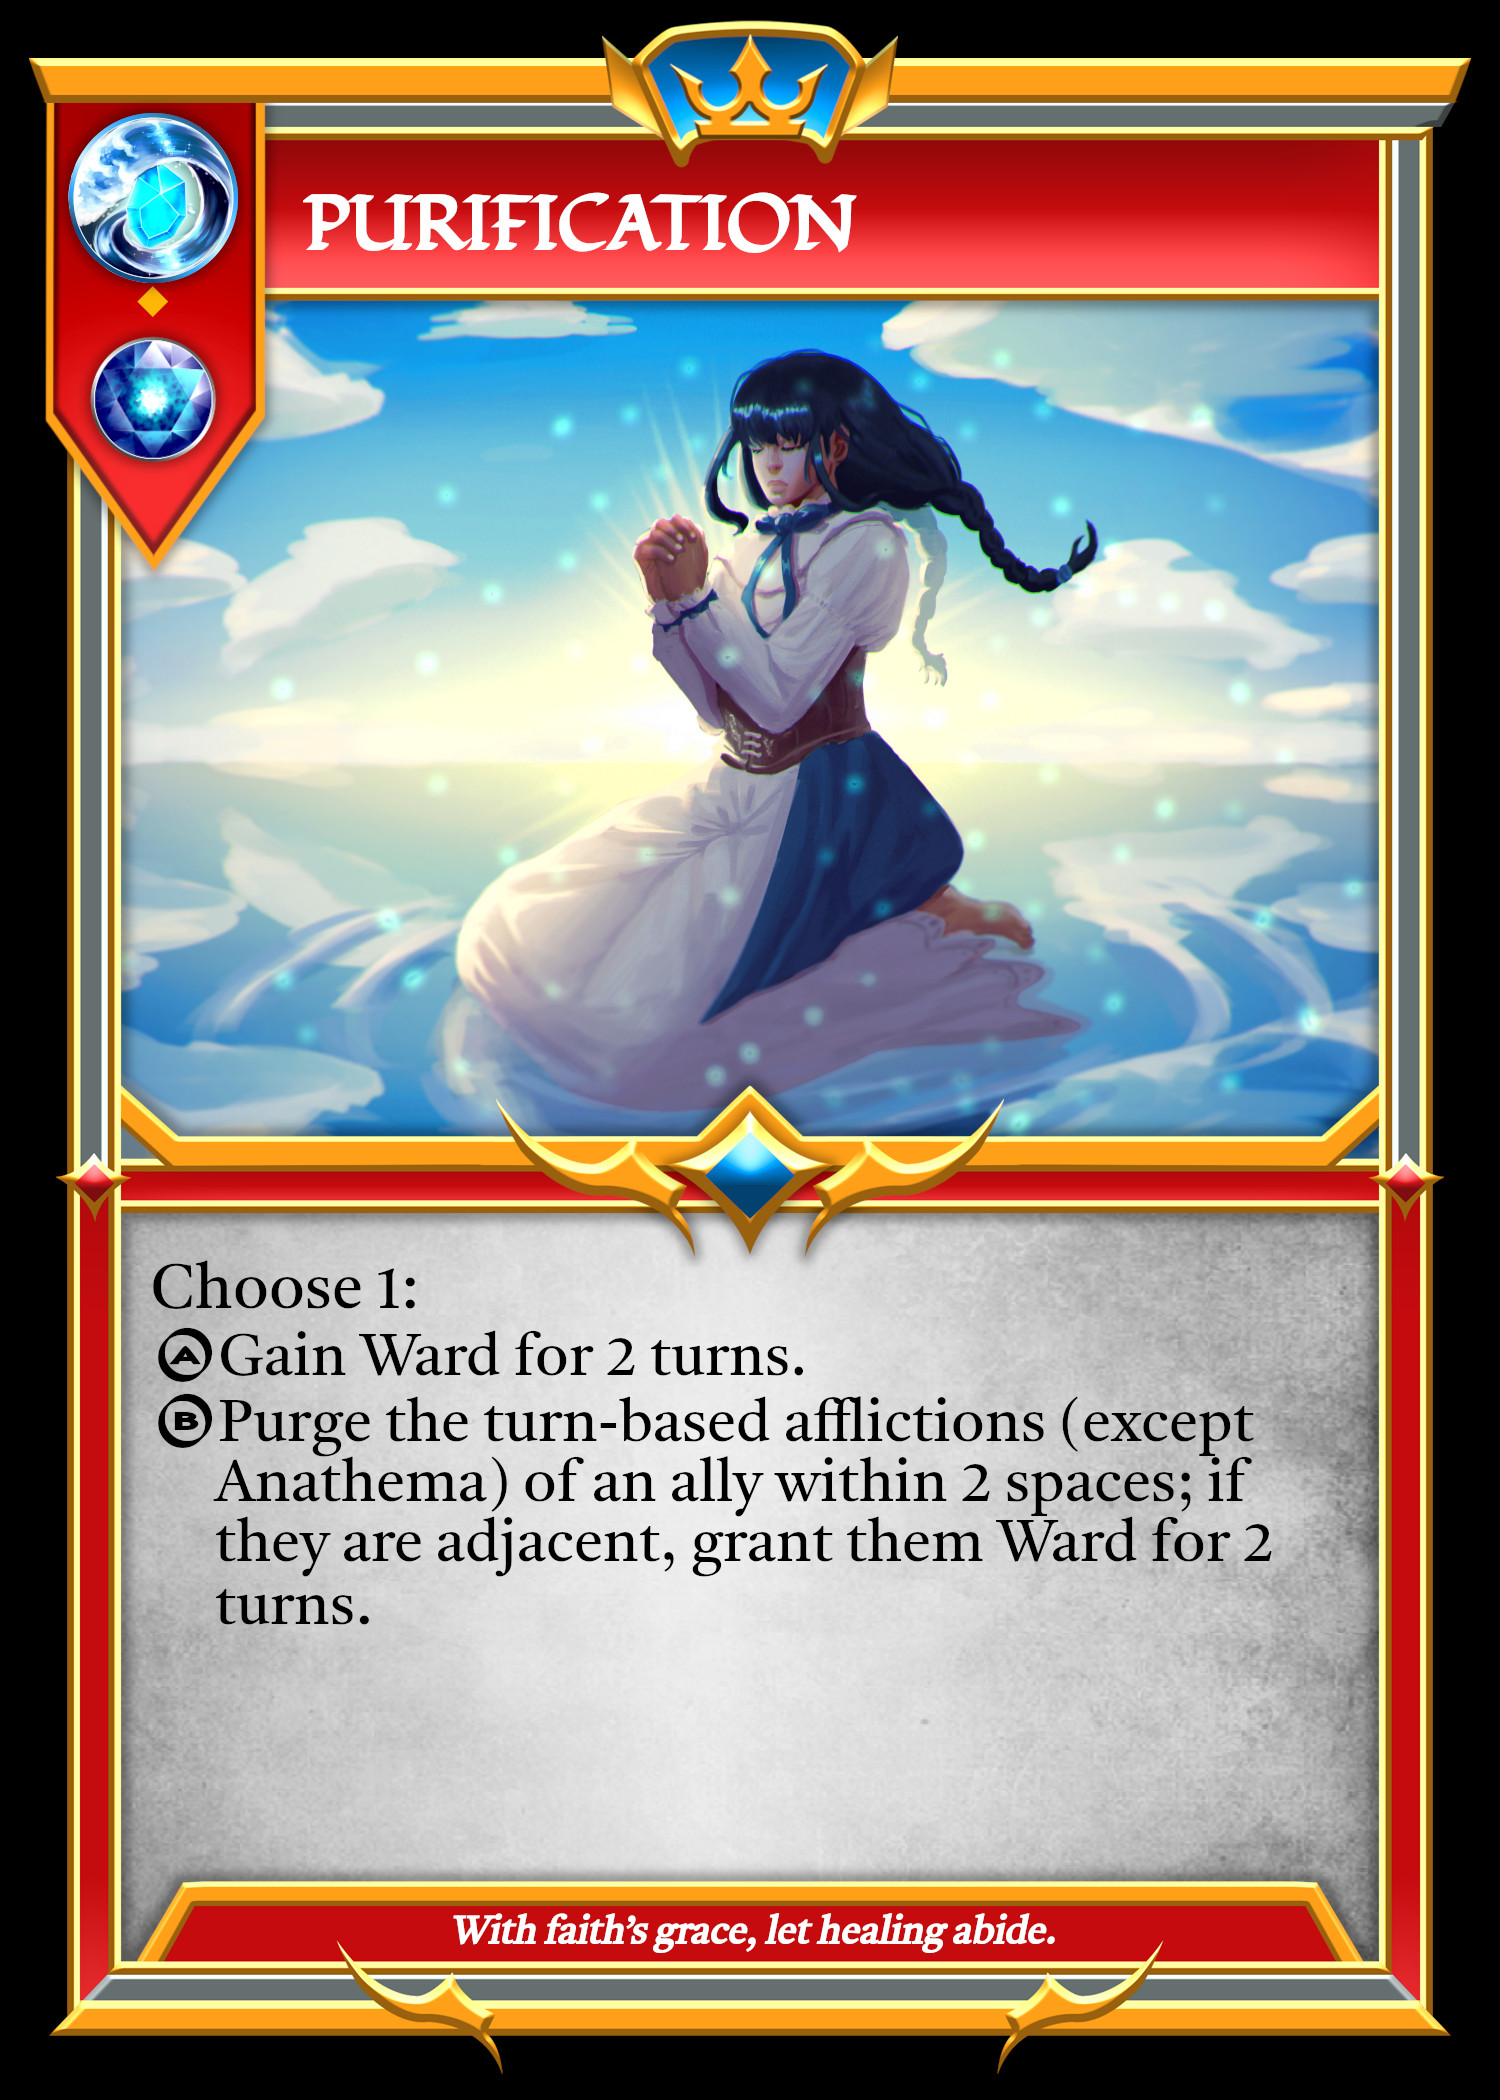 PURIFICATION
Choose 1:
A Gain Ward for 2 turns.
B Purge the turn-based afflictions (except
Anathema) of an ally within 2 spaces; if
they are adjacent, grant them Ward for 2
turns.
With faith's grace, let healing abide.